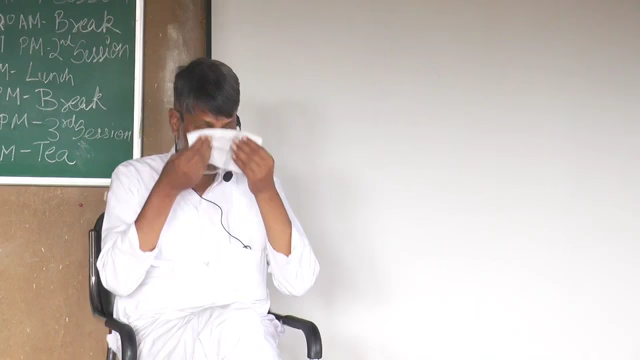 AM- Break
PM- 2nd Session
M- Lunch
PM- Break
PM- 3rd Session
M- Tea